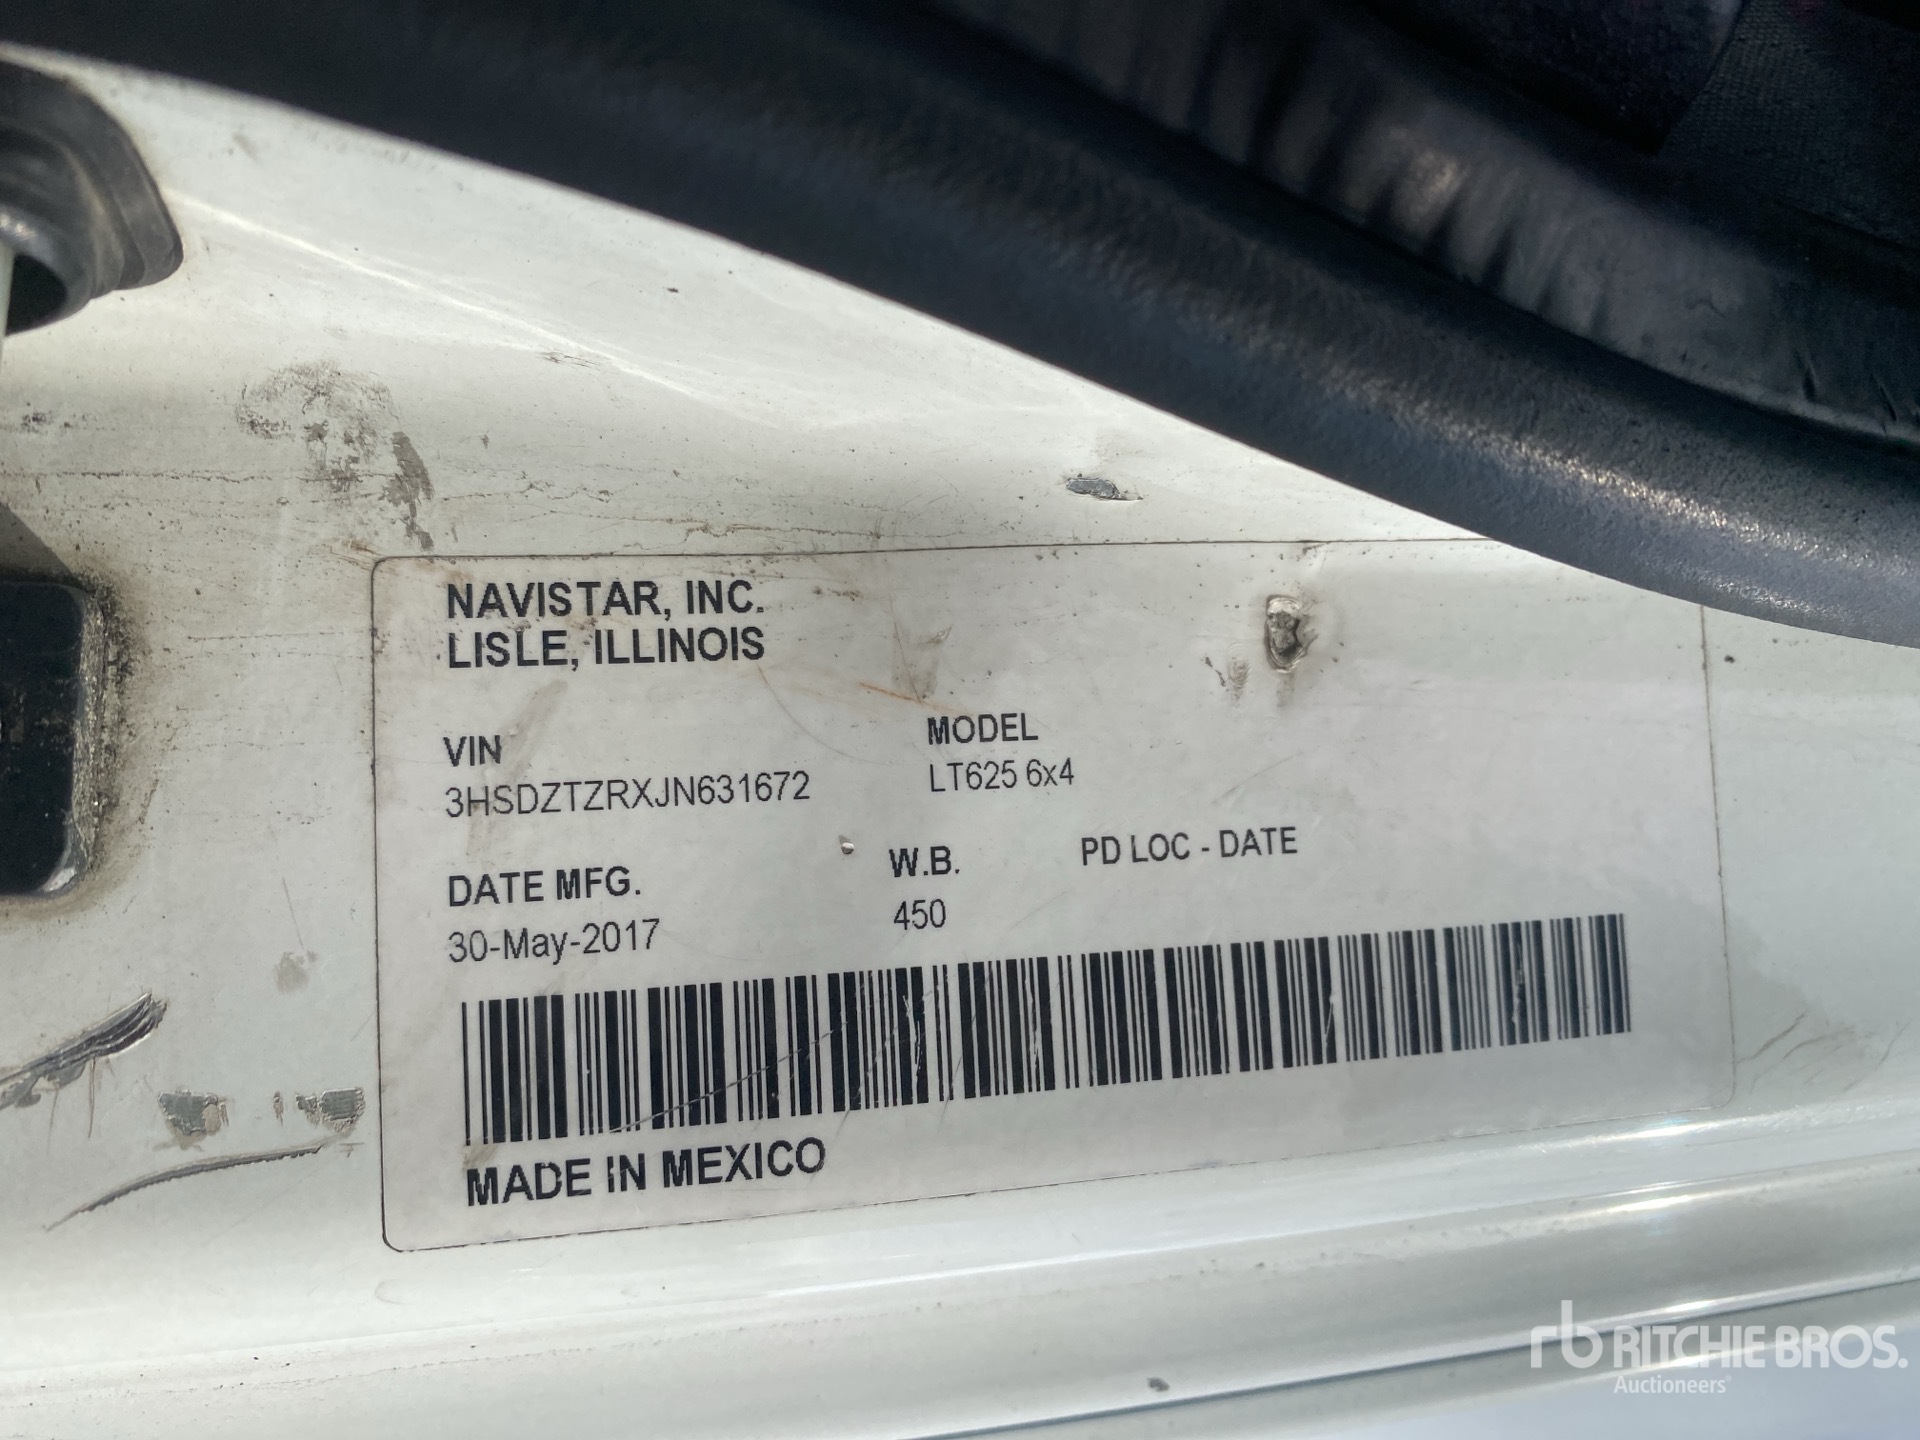 NAVISTAR, INC.
LISLE, ILLINOIS
VIN
3HSDZTZRXJN631672
MODEL
LT625 6x4
DATE MFG.
30-May-2017
W.B.
450
PD LOC - DATE
MADE IN MEXICO
rb RITCHIE BROS.
Auctioneers